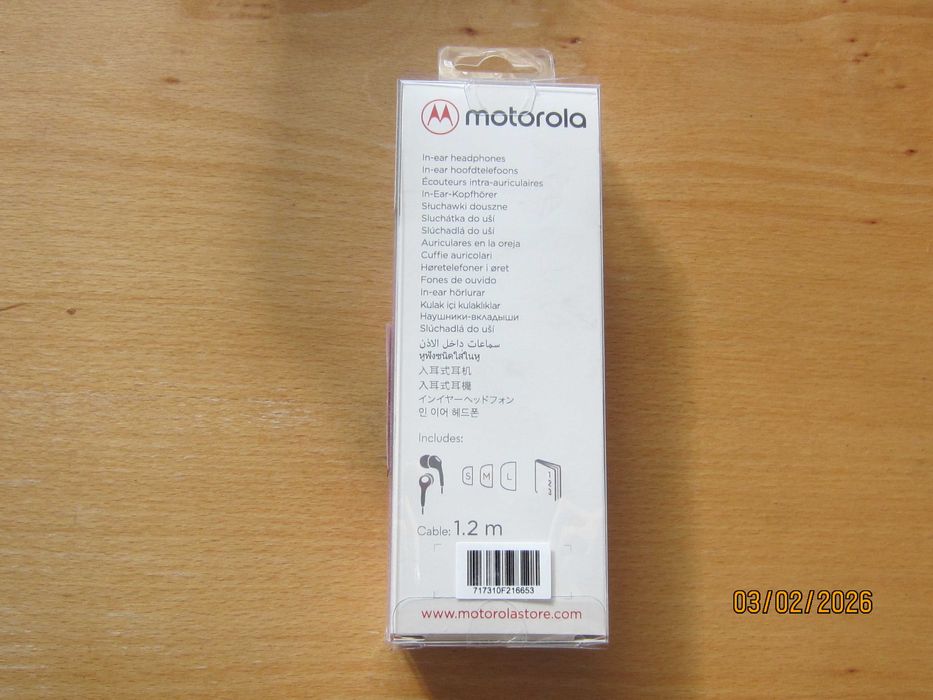 motorola
In-ear headphones
In-ear hoofdtelefoons
Écouteurs intra-auriculaires
In-Ear-Kopfhörer
Słuchawki douszne
Sluchátka do uší
Slúchadlá do uší
Auriculares en la oreja
Cuffie auricolari
Høretelefoner i øret
Fones de ouvido
In-ear hörlurar
Kulak içi kulaklıklar
Наушники-вкладыши
Slúchadlá do uší
سماعات داخل الاذن
หูฟังชนิดใส่ในหู
入耳式耳机
入耳式耳機
インイヤーヘッドフォン
인 이어 헤드폰
Includes:
S M L 1 2 3
Cable: 1.2 m
717310F216653
www.motorolastore.com
03/02/2026